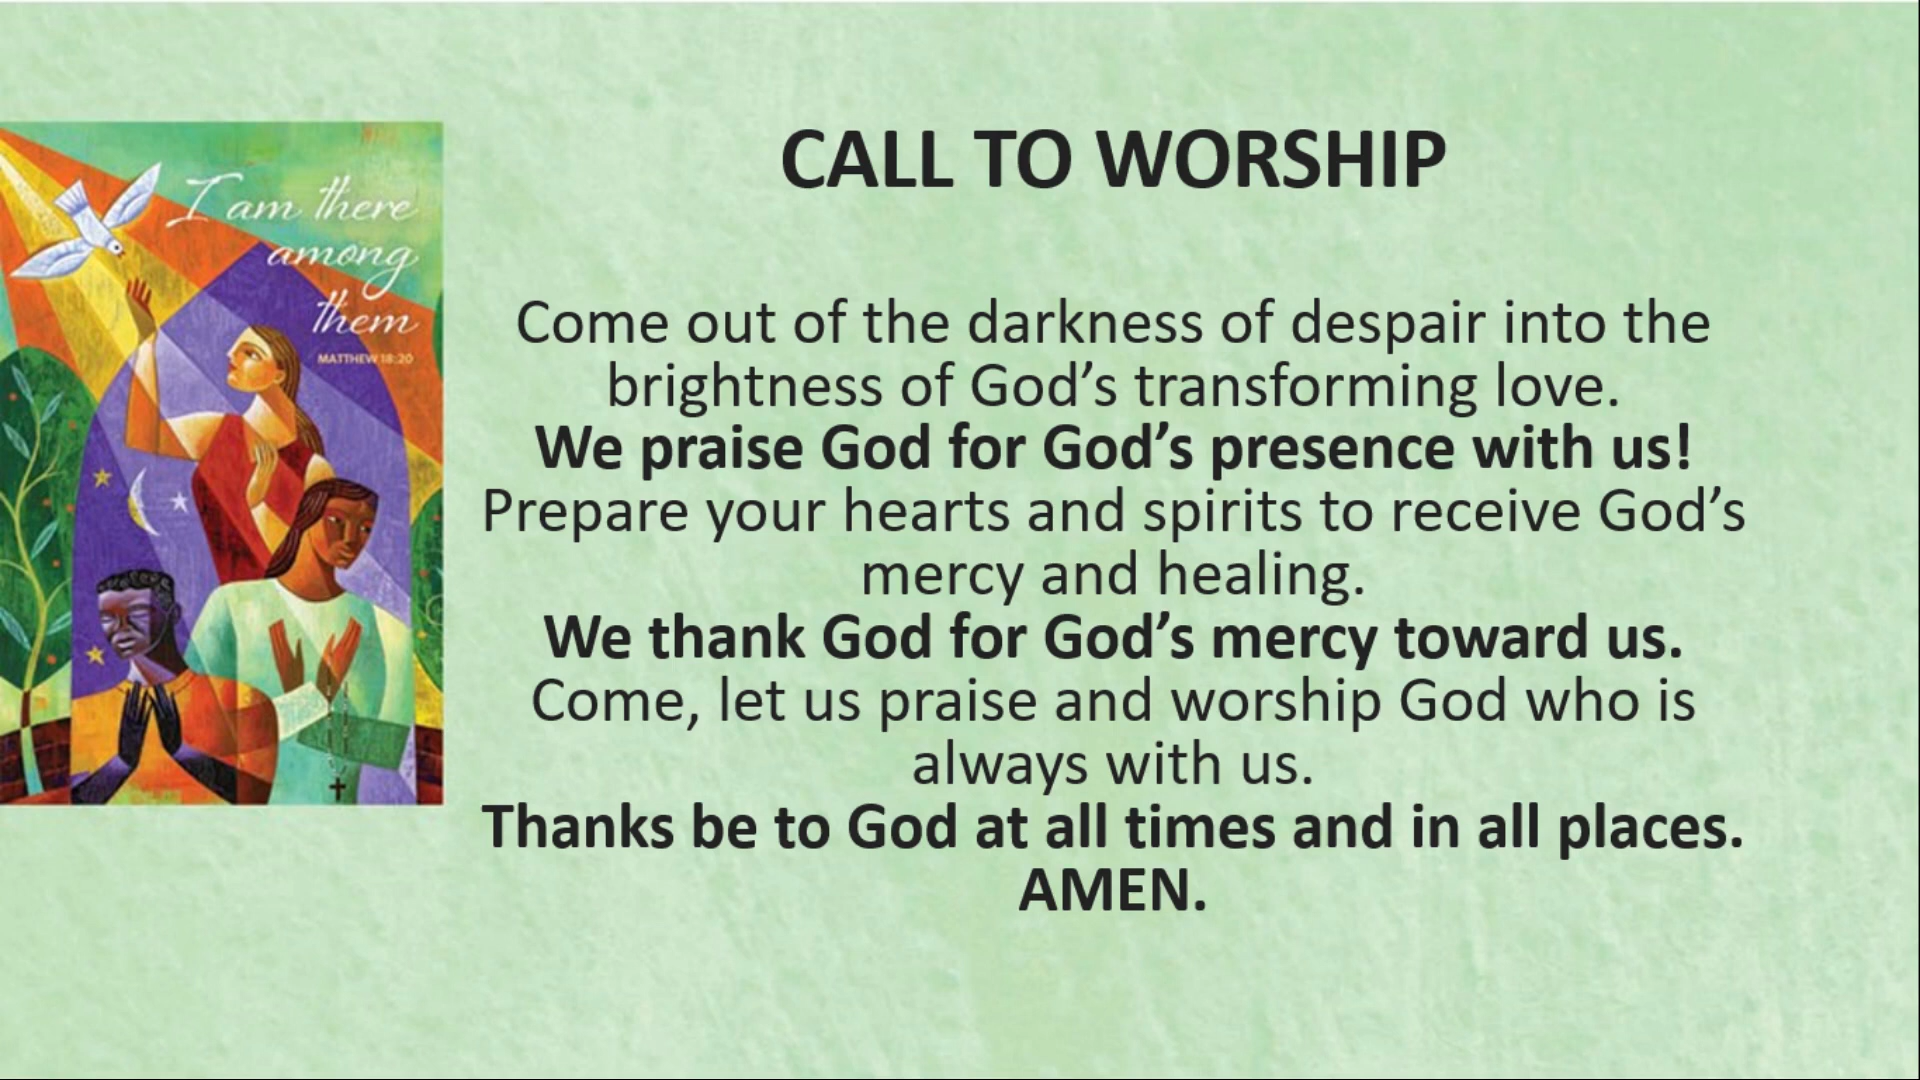 I am there
among
them
MATTHEW 18:20
CALL TO WORSHIP
Come out of the darkness of despair into the
brightness of God’s transforming love.
We praise God for God’s presence with us!
Prepare your hearts and spirits to receive God’s
mercy and healing.
We thank God for God’s mercy toward us.
Come, let us praise and worship God who is
always with us.
Thanks be to God at all times and in all places.
AMEN.